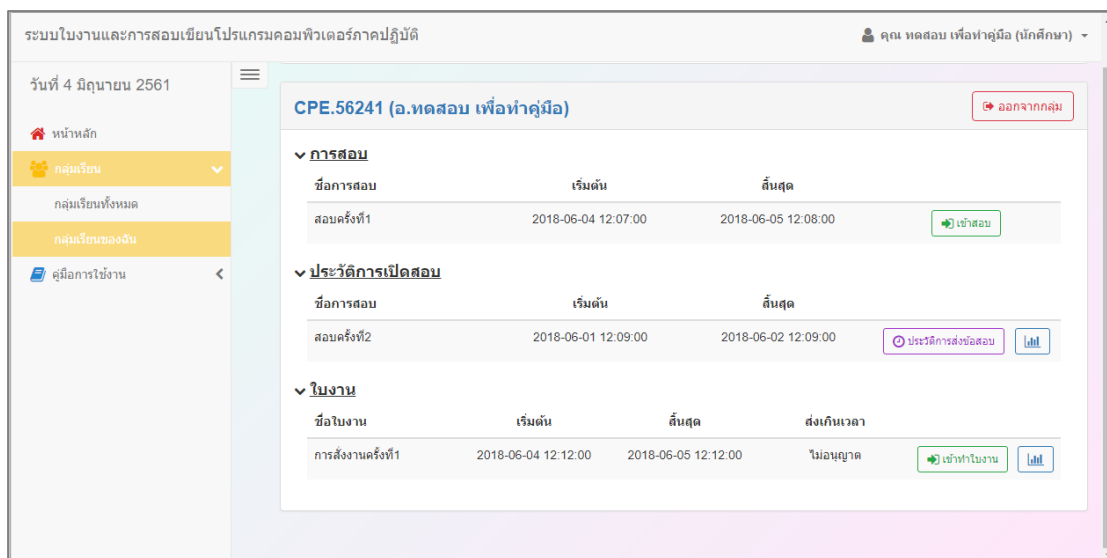 ระบบใบงานและการสอบเขียนโปรแกรมคอมพิวเตอร์ภาคปฏิบัติ
คุณ ทดสอบ เพื่อทำคู่มือ (นักศึกษา)
วันที่ 4 มิถุนายน 2561
หน้าหลัก
กลุ่มเรียน
กลุ่มเรียนทั้งหมด
กลุ่มเรียนของฉัน
คู่มือการใช้งาน
CPE.56241 (อ.ทดสอบ เพื่อทำคู่มือ)
ออกจากกลุ่ม
การสอบ
ชื่อการสอบ เริ่มต้น สิ้นสุด
สอบครั้งที่1 2018-06-04 12:07:00 2018-06-05 12:08:00 เข้าสอบ
ประวัติการเปิดสอบ
ชื่อการสอบ เริ่มต้น สิ้นสุด
สอบครั้งที่2 2018-06-01 12:09:00 2018-06-02 12:09:00 ประวัติการส่งข้อสอบ
ใบงาน
ชื่อใบงาน เริ่มต้น สิ้นสุด ส่งเกินเวลา
การสั่งงานครั้งที่1 2018-06-04 12:12:00 2018-06-05 12:12:00 ไม่อนุญาต เข้าทำใบงาน